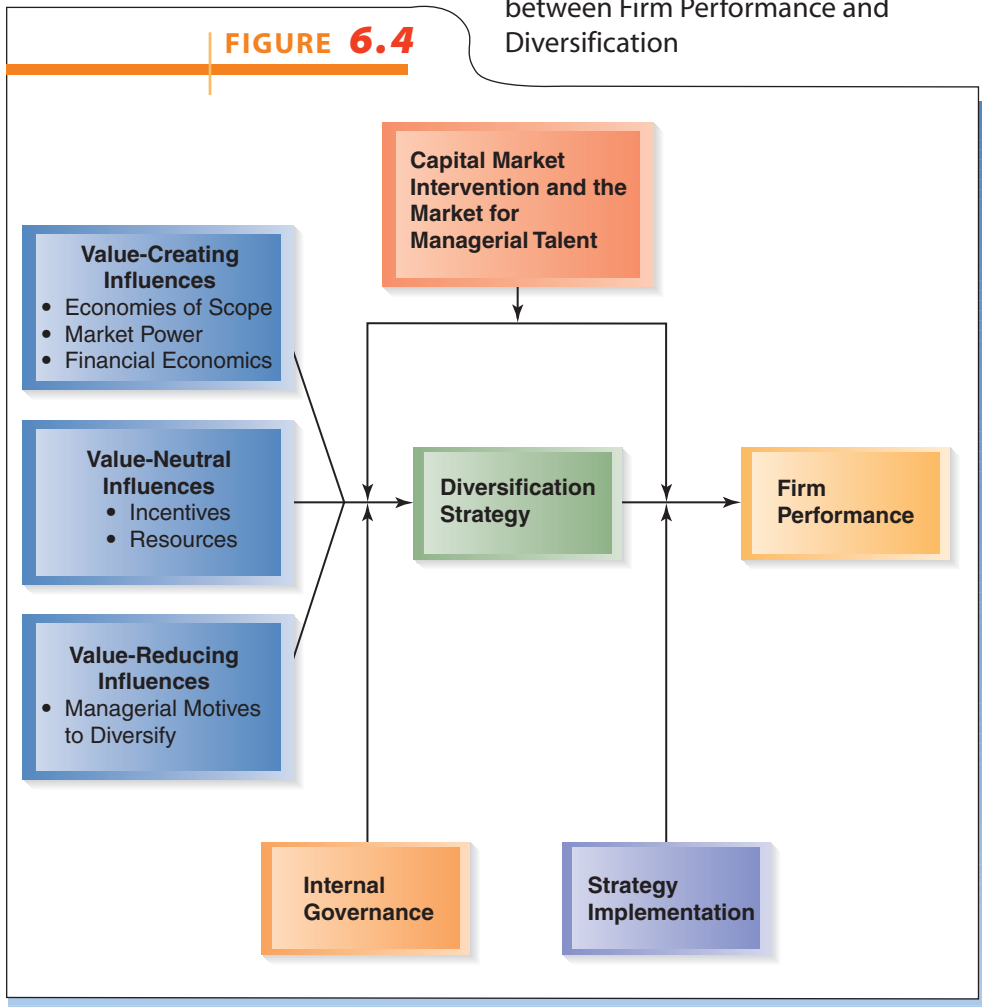 between Firm Performance and
Diversification
FIGURE 6.4
Capital Market
Intervention and the
Market for
Managerial Talent
Value-Creating
Influences
• Economies of Scope
• Market Power
• Financial Economics
Value-Neutral
Influences
• Incentives
• Resources
Value-Reducing
Influences
• Managerial Motives
to Diversify
Diversification
Strategy
Firm
Performance
Internal
Governance
Strategy
Implementation